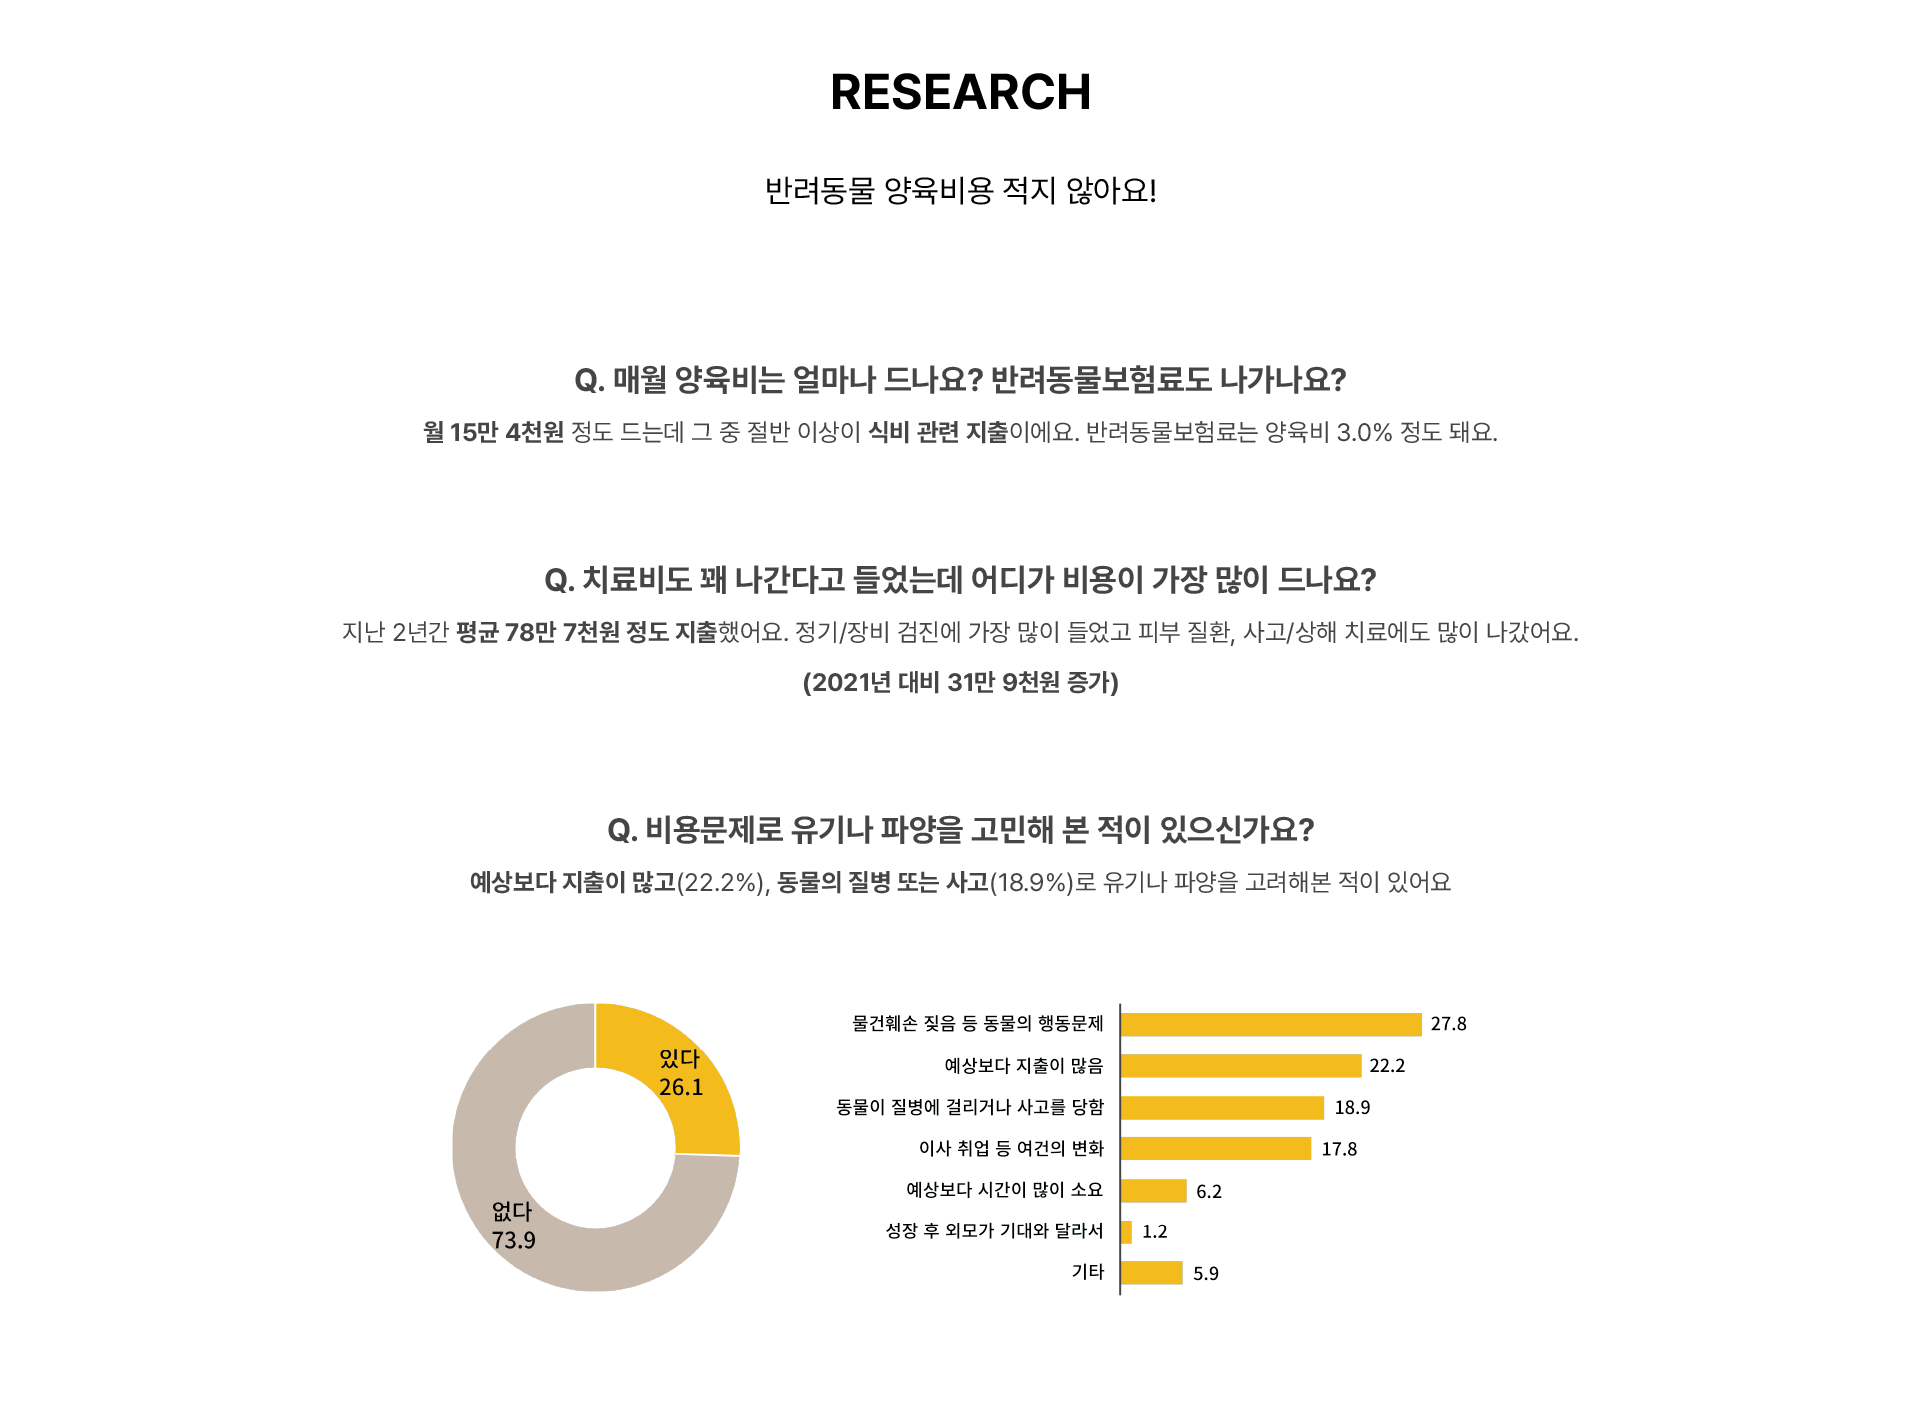 RESEARCH
반려동물 양육비용 적지 않아요!
Q. 매월 양육비는 얼마나 드나요? 반려동물보험료도 나가나요?
월 15만 4천원 정도 드는데 그 중 절반 이상이 식비 관련 지출이에요. 반려동물보험료는 양육비 3.0% 정도 돼요.
Q. 치료비도 꽤 나간다고 들었는데 어디가 비용이 가장 많이 드나요?
지난 2년간 평균 78만 7천원 정도 지출했어요. 정기/장비 검진에 가장 많이 들었고 피부 질환, 사고/상해 치료에도 많이 나갔어요.
(2021년 대비 31만 9천원 증가)
Q. 비용문제로 유기나 파양을 고민해 본 적이 있으신가요?
예상보다 지출이 많고(22.2%), 동물의 질병 또는 사고(18.9%)로 유기나 파양을 고려해본 적이 있어요
있다
26.1
없다
73.9
물건훼손 짖음 등 동물의 행동문제 27.8
예상보다 지출이 많음 22.2
동물이 질병에 걸리거나 사고를 당함 18.9
이사 취업 등 여건의 변화 17.8
예상보다 시간이 많이 소요 6.2
성장 후 외모가 기대와 달라서 1.2
기타 5.9